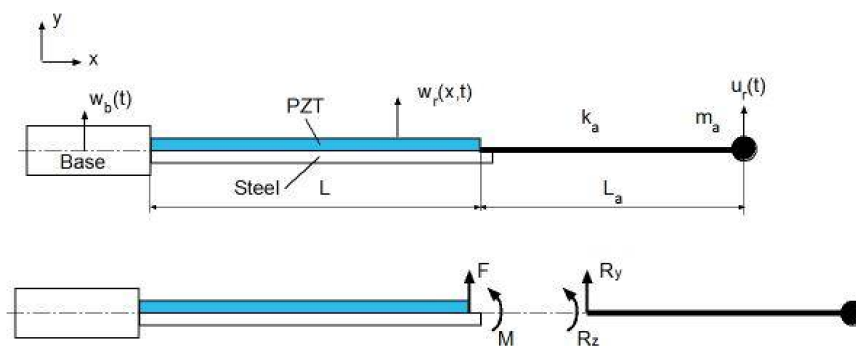 y
x
w_b(t)
PZT
w_r(x,t)
k_a
m_a
u_r(t)
Base
Steel
L
L_a
F
M
R_y
R_z